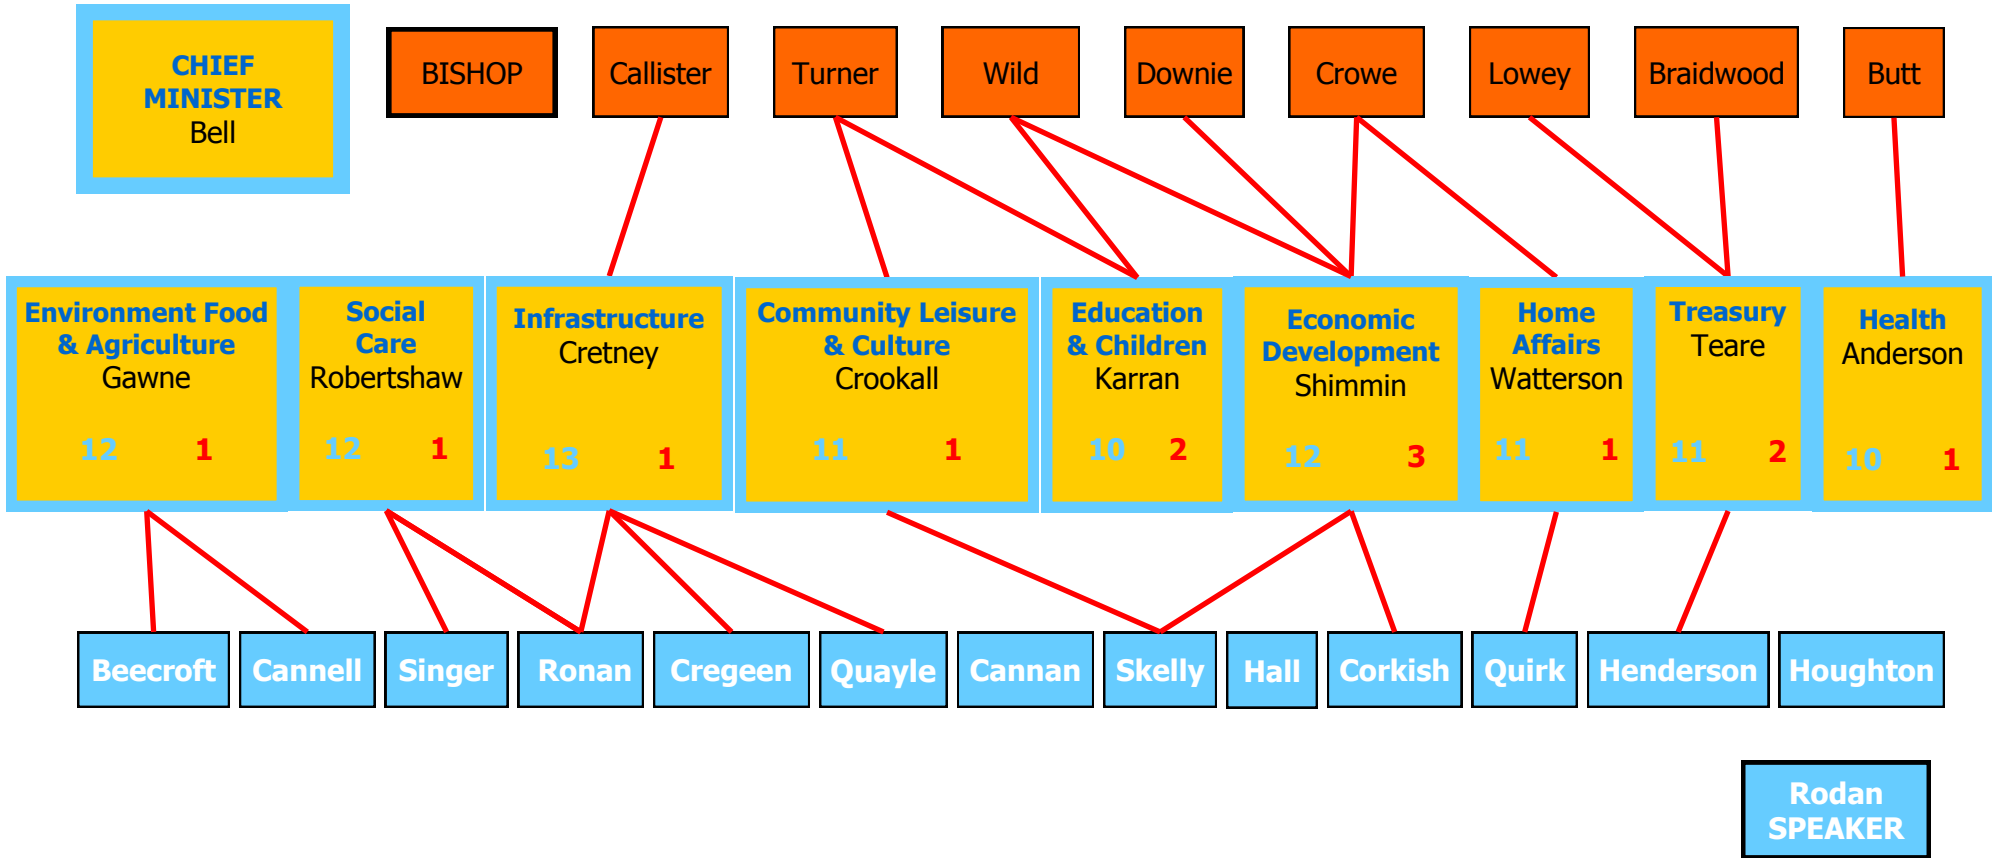 CHIEF
MINISTER
Bell
BISHOP
Callister
Turner
Wild
Downie
Crowe
Lowey
Braidwood
Butt
Environment Food
& Agriculture
Gawne
12 1
Social
Care
Robertshaw
12 1
Infrastructure
Cretney
13 1
Community Leisure
& Culture
Crookall
11 1
Education
& Children
Karran
10 2
Economic
Development
Shimmin
12 3
Home
Affairs
Watterson
11 1
Treasury
Teare
11 2
Health
Anderson
10 1
Beecroft
Cannell
Singer
Ronan
Cregeen
Quayle
Cannan
Skelly
Hall
Corkish
Quirk
Henderson
Houghton
Rodan
SPEAKER